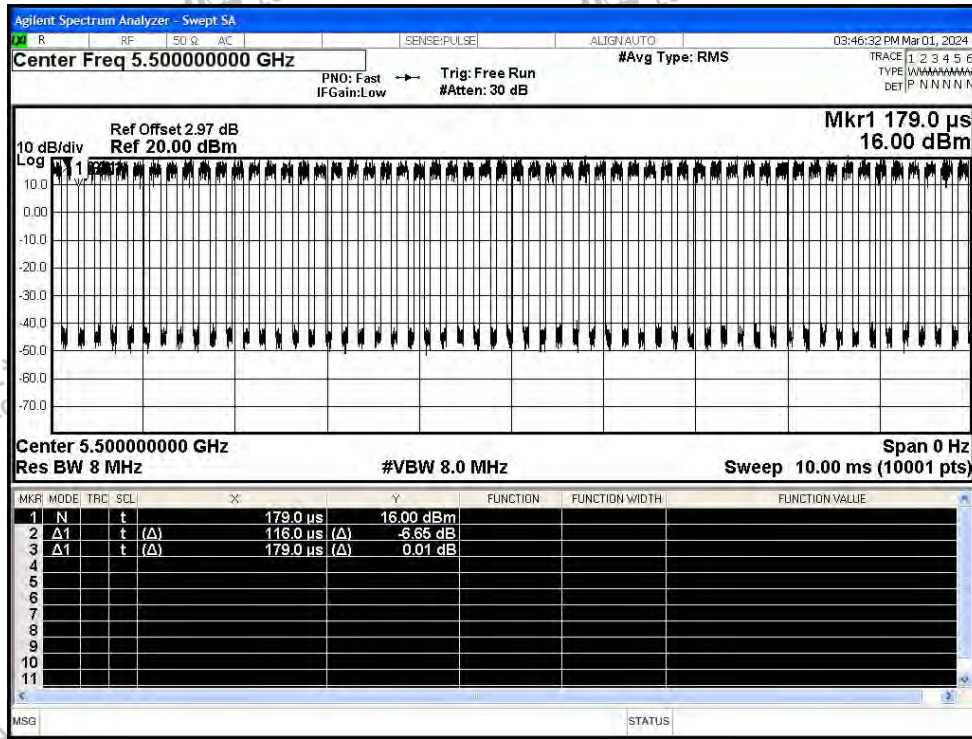 Agilent Spectrum Analyzer - Swept SA
R RF 50 Ω AC SENSE:PULSE ALIGN AUTO 03:46:32 PM Mar 01, 2024
Center Freq 5.500000000 GHz #Avg Type: RMS TRACE 1 2 3 4 5 6
PNO: Fast Trig: Free Run TYPE
IFGain:Low #Atten: 30 dB DET P N N N N N
Mkr1 179.0 µs
Ref Offset 2.97 dB
10 dB/div Ref 20.00 dBm 16.00 dBm
Log
1
10.0
0.00
-10.0
-20.0
-30.0
-40.0
-50.0
-60.0
-70.0
Center 5.500000000 GHz Span 0 Hz
Res BW 8 MHz #VBW 8.0 MHz Sweep 10.00 ms (10001 pts)
MKR MODE TRC SCL X Y FUNCTION FUNCTION WIDTH FUNCTION VALUE
1 N t 179.0 µs 16.00 dBm
2 Δ1 t (Δ) 116.0 µs (Δ) -6.65 dB
3 Δ1 t (Δ) 179.0 µs (Δ) 0.01 dB
4
5
6
7
8
9
10
11
MSG STATUS